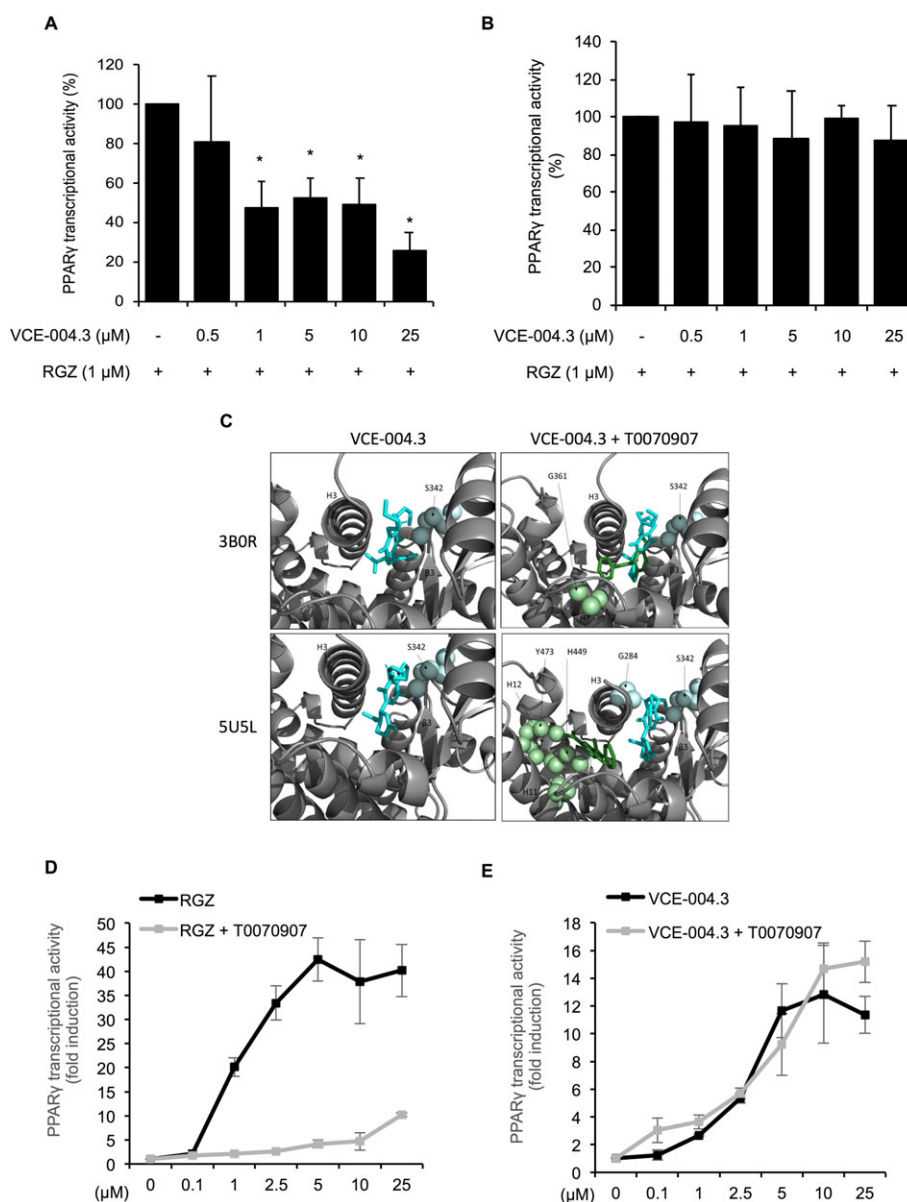 A
PPARγ transcriptional activity (%)
120
100
80
60
40
20
0
* * * *
VCE-004.3 (µM) - 0.5 1 5 10 25
RGZ (1 µM) + + + + + +
B
PPARγ transcriptional activity
(%)
140
120
100
80
60
40
20
0
VCE-004.3 (µM) - 0.5 1 5 10 25
RGZ (1 µM) + + + + + +
C
VCE-004.3 VCE-004.3 + T0070907
3B0R
H3 S342 β3
G361 H3 S342 β3
5U5L
H3 S342 β3
Y473 H449 G284 S342
H12 H3 β3
H11
D
RGZ
RGZ + T0070907
PPARγ transcriptional activity
(fold induction)
50
45
40
35
30
25
20
15
10
5
0
(µM) 0 0.1 1 2.5 5 10 25
E
VCE-004.3
VCE-004.3 + T0070907
PPARγ transcriptional activity
(fold induction)
18
16
14
12
10
8
6
4
2
0
(µM) 0 0.1 1 2.5 5 10 25